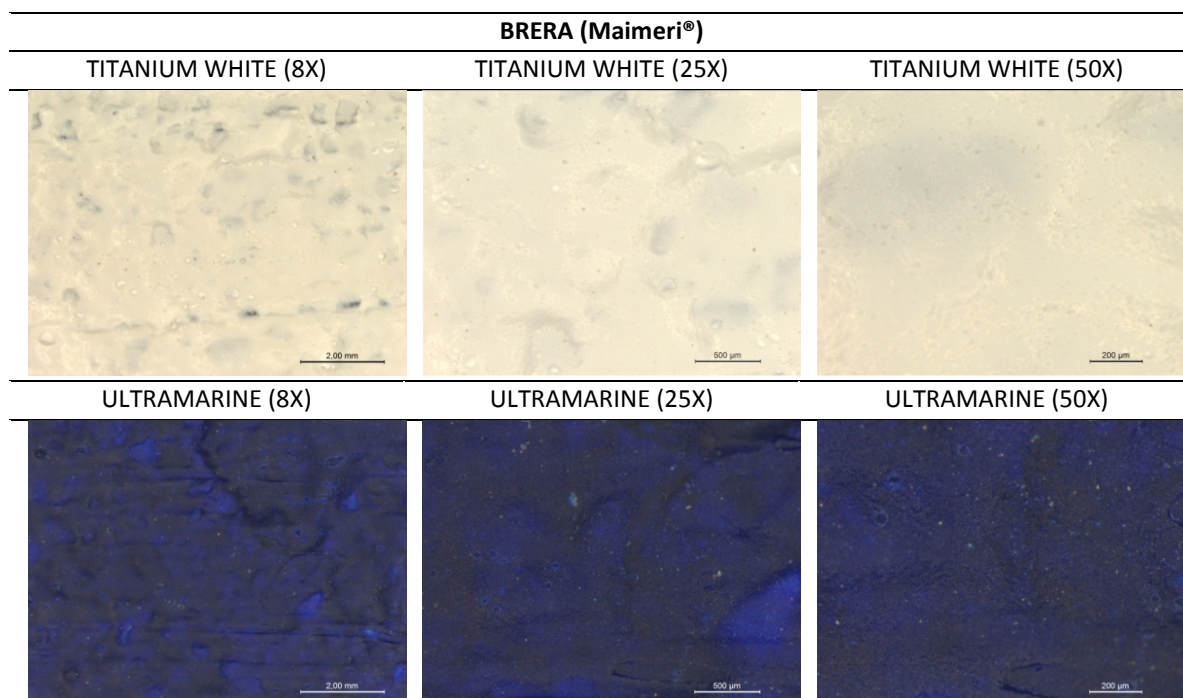 BRERA (Maimeri®)
TITANIUM WHITE (8X) TITANIUM WHITE (25X) TITANIUM WHITE (50X)
2,00 mm 500 µm 200 µm
ULTRAMARINE (8X) ULTRAMARINE (25X) ULTRAMARINE (50X)
2,00 mm 500 µm 200 µm